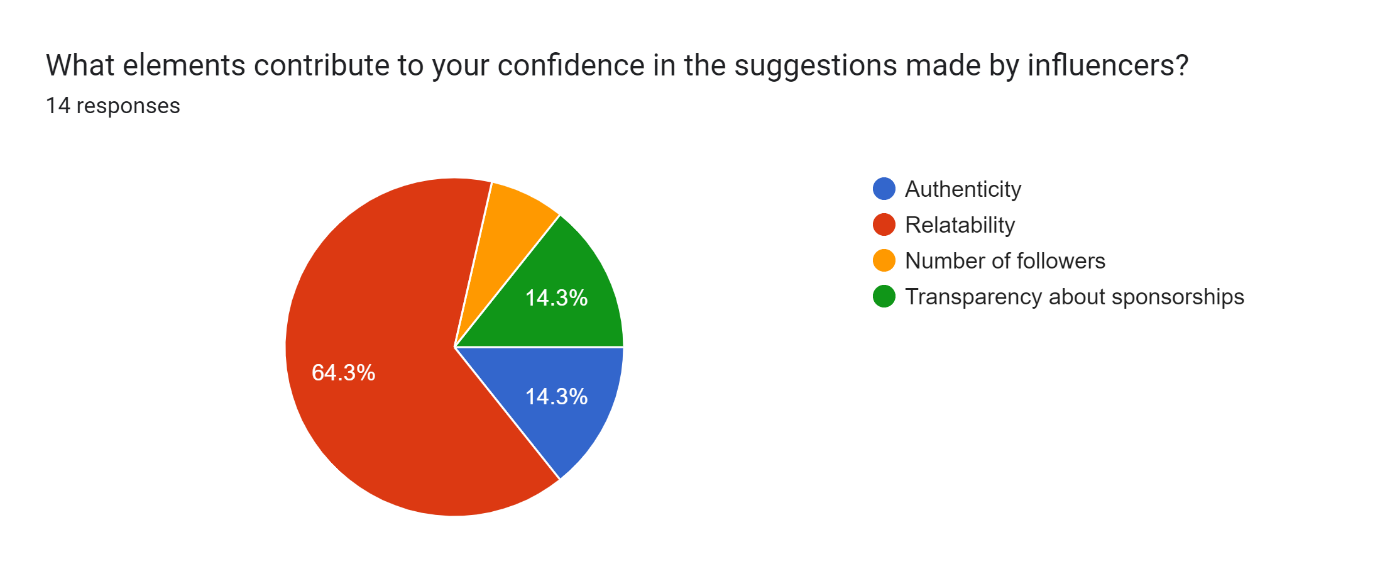 What elements contribute to your confidence in the suggestions made by influencers?
14 responses
Authenticity
Relatability
Number of followers
Transparency about sponsorships
14.3%
64.3%
14.3%